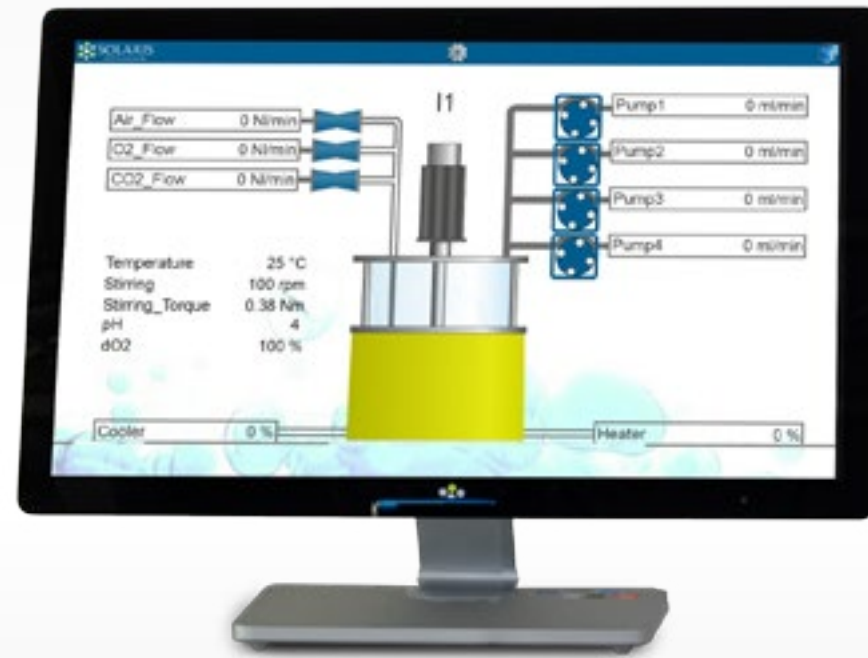 SOLARIS
I1
Air_Flow 0 Nl/min
O2_Flow 0 Nl/min
CO2_Flow 0 Nl/min
Pump1 0 ml/min
Pump2 0 ml/min
Pump3 0 ml/min
Pump4 0 ml/min
Temperature 25 °C
Stirring 100 rpm
Stirring_Torque 0.38 Nm
pH 4
dO2 100 %
Cooler 0 %
Heater 0 %